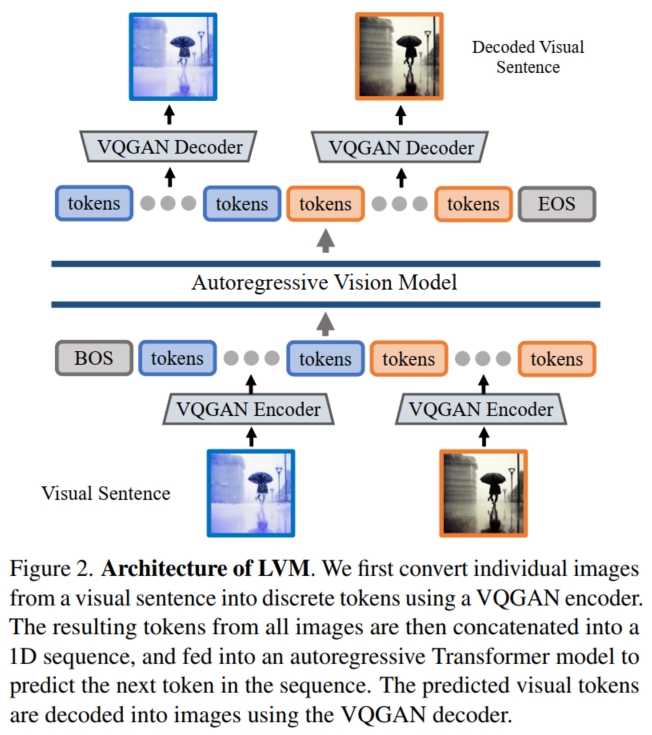 Decoded Visual
Sentence
VQGAN Decoder VQGAN Decoder
tokens tokens tokens tokens EOS
Autoregressive Vision Model
BOS tokens tokens tokens tokens
VQGAN Encoder VQGAN Encoder
Visual Sentence
Figure 2. Architecture of LVM. We first convert individual images
from a visual sentence into discrete tokens using a VQGAN encoder.
The resulting tokens from all images are then concatenated into a
1D sequence, and fed into an autoregressive Transformer model to
predict the next token in the sequence. The predicted visual tokens
are decoded into images using the VQGAN decoder.